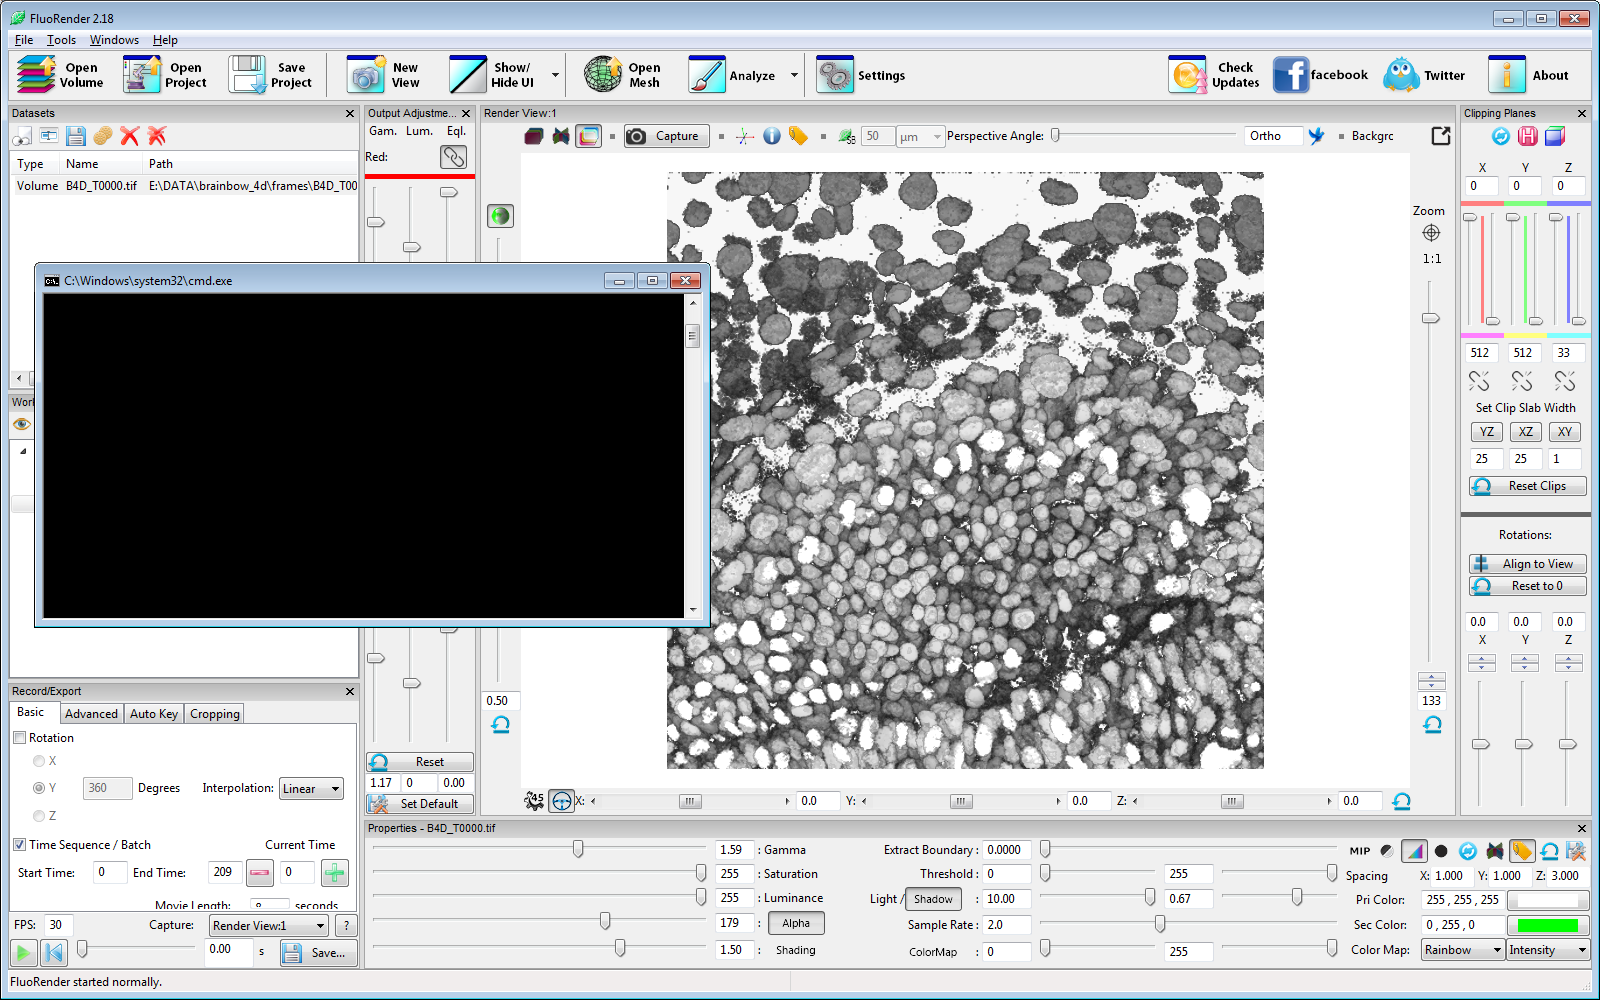 FluoRender 2.18
File Tools Windows Help
Open Volume
Open Project
Save Project
New View
Show/ Hide UI
Open Mesh
Analyze
Settings
Check Updates
facebook
Twitter
About
Datasets
Type Name Path
Volume B4D_T0000.tif E:\DATA\brainbow_4d\frames\B4D_T00
Output Adjustme...
Gam. Lum. Eql.
Red:
Render View:1
Capture
50 µm
Perspective Angle:
Ortho
Backgrc
Clipping Planes
X Y Z
0 0 0
512 512 33
Set Clip Slab Width
YZ XZ XY
25 25 1
Reset Clips
Rotations:
Align to View
Reset to 0
0.0 0.0 0.0
X Y Z
Zoom
1:1
133
C:\Windows\system32\cmd.exe
C:\.
Work
0.50
Reset
1.17 0 0.00
Set Default
45
X: 0.0 Y: 0.0 Z: 0.0
Record/Export
Basic Advanced Auto Key Cropping
Rotation
X
Y 360 Degrees Interpolation: Linear
Z
Time Sequence / Batch Current Time
Start Time: 0 End Time: 209 0
Movie Length: seconds
FPS: 30 Capture: Render View:1 ?
0.00 s Save...
Properties - B4D_T0000.tif
1.59 : Gamma
255 : Saturation
255 : Luminance
179 : Alpha
1.50 : Shading
Extract Boundary : 0.0000
Threshold : 0 255
Light / Shadow : 10.00 0.67
Sample Rate : 2.0
ColorMap : 0 255
MIP
Spacing X: 1.000 Y: 1.000 Z: 3.000
Pri Color: 255 , 255 , 255
Sec Color: 0 , 255 , 0
Color Map: Rainbow Intensity
FluoRender started normally.